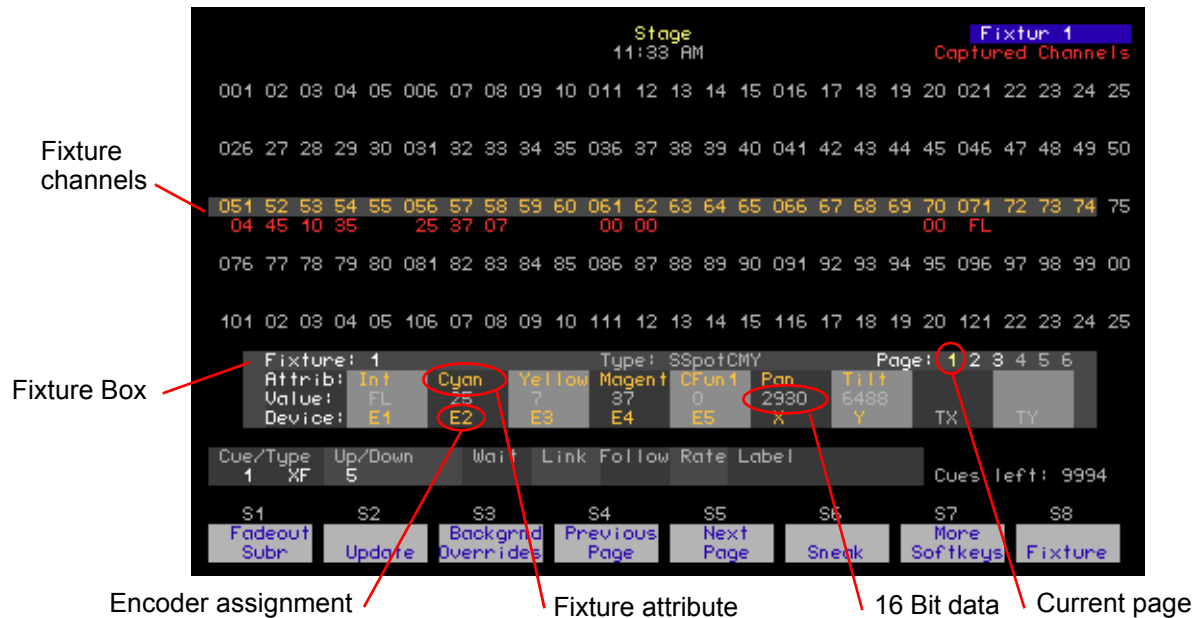 Stage
Fixtur 1
11:33 AM
Captured Channels
001 02 03 04 05 006 07 08 09 10 011 12 13 14 15 016 17 18 19 20 021 22 23 24 25
Fixture
channels
026 27 28 29 30 031 32 33 34 35 036 37 38 39 40 041 42 43 44 45 046 47 48 49 50
051 52 53 54 55 056 57 58 59 60 061 62 63 64 65 066 67 68 69 70 071 72 73 74 75
04 45 10 35 25 37 07 00 00 00 FL
076 77 78 79 80 081 82 83 84 85 086 87 88 89 90 091 92 93 94 95 096 97 98 99 00
101 02 03 04 05 106 07 08 09 10 111 12 13 14 15 116 17 18 19 20 121 22 23 24 25
Fixture Box
Fixture: 1 Type: SSpotCMY Page: 1 2 3 4 5 6
Attrib: Int Cyan Yellow Magent CFun1 Pan Tilt
Value: FL 25 7 37 0 2930 6488
Device: E1 E2 E3 E4 E5 X Y TX TY
Cue/Type Up/Down Wait Link Follow Rate Label
1 XF 5 Cues left: 9994
S1 S2 S3 S4 S5 S6 S7 S8
Fadeout Backgrnd Previous Next More
Subr Update Overrides Page Page Sneak Softkeys Fixture
Encoder assignment
Fixture attribute
16 Bit data
Current page